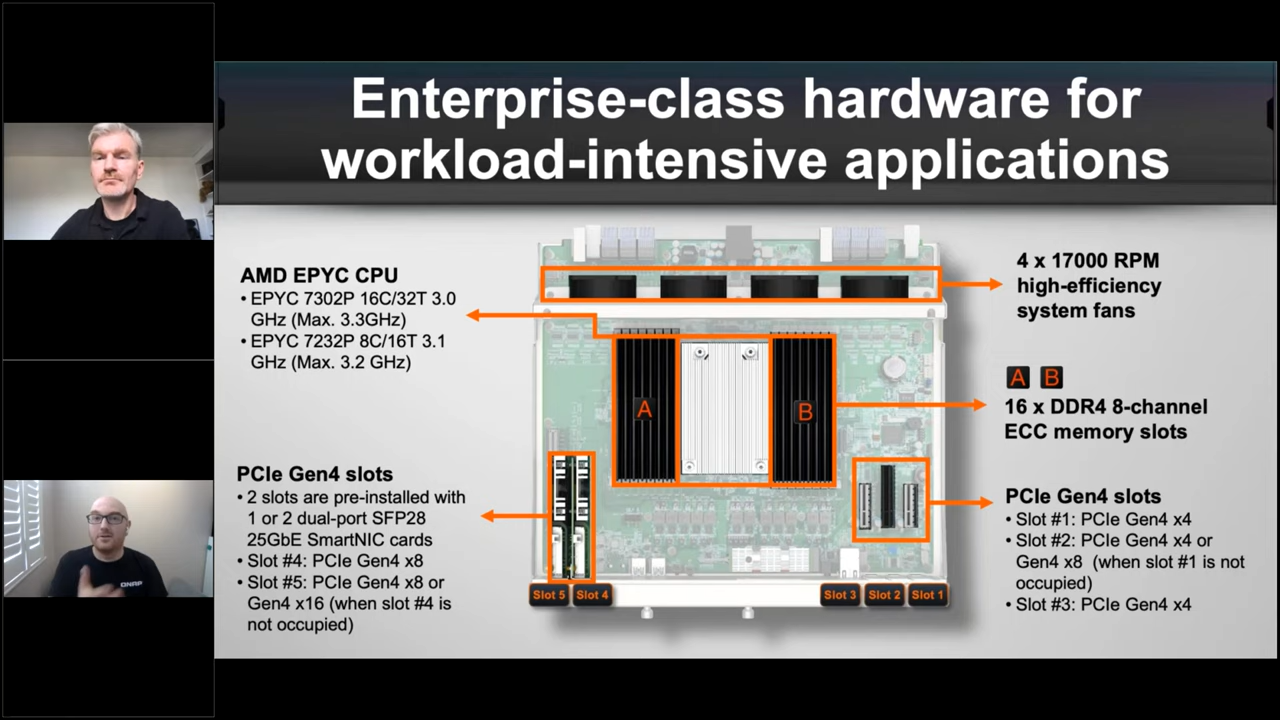 Enterprise-class hardware for
workload-intensive applications
AMD EPYC CPU
• EPYC 7302P 16C/32T 3.0
GHz (Max. 3.3GHz)
• EPYC 7232P 8C/16T 3.1
GHz (Max. 3.2 GHz)
PCIe Gen4 slots
• 2 slots are pre-installed with
1 or 2 dual-port SFP28
25GbE SmartNIC cards
• Slot #4: PCIe Gen4 x8
• Slot #5: PCIe Gen4 x8 or
Gen4 x16 (when slot #4 is
not occupied)
A
B
Slot 5
Slot 4
Slot 3
Slot 2
Slot 1
4 x 17000 RPM
high-efficiency
system fans
A B
16 x DDR4 8-channel
ECC memory slots
PCIe Gen4 slots
• Slot #1: PCIe Gen4 x4
• Slot #2: PCIe Gen4 x4 or
Gen4 x8 (when slot #1 is not
occupied)
• Slot #3: PCIe Gen4 x4
QNAP